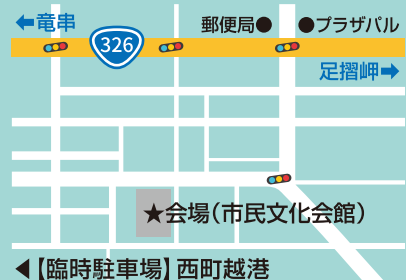 ←竜串
326
郵便局●
●プラザパル
足摺岬→
★会場(市民文化会館)
◀【臨時駐車場】西町越港